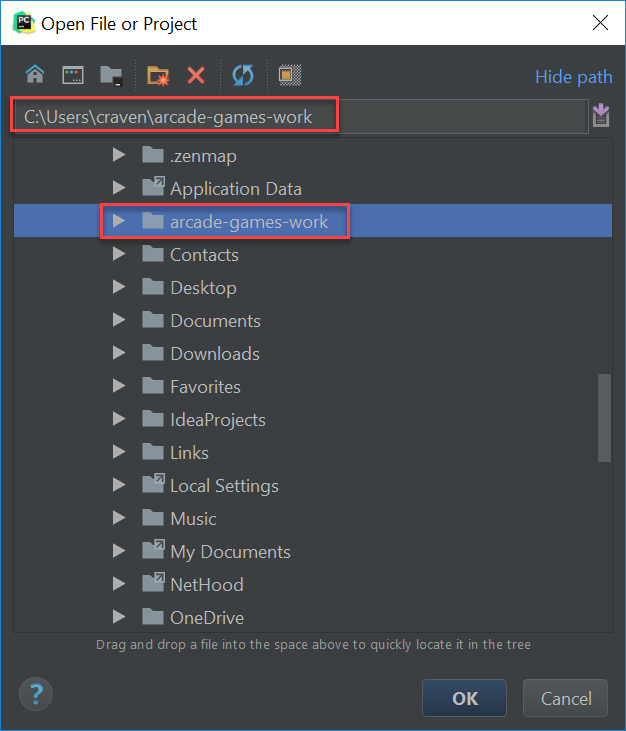 PC
Open File or Project
Hide path
C:\Users\craven\arcade-games-work
.zenmap
Application Data
arcade-games-work
Contacts
Desktop
Documents
Downloads
Favorites
IdeaProjects
Links
Local Settings
Music
My Documents
NetHood
OneDrive
Drag and drop a file into the space above to quickly locate it in the tree
?
OK
Cancel